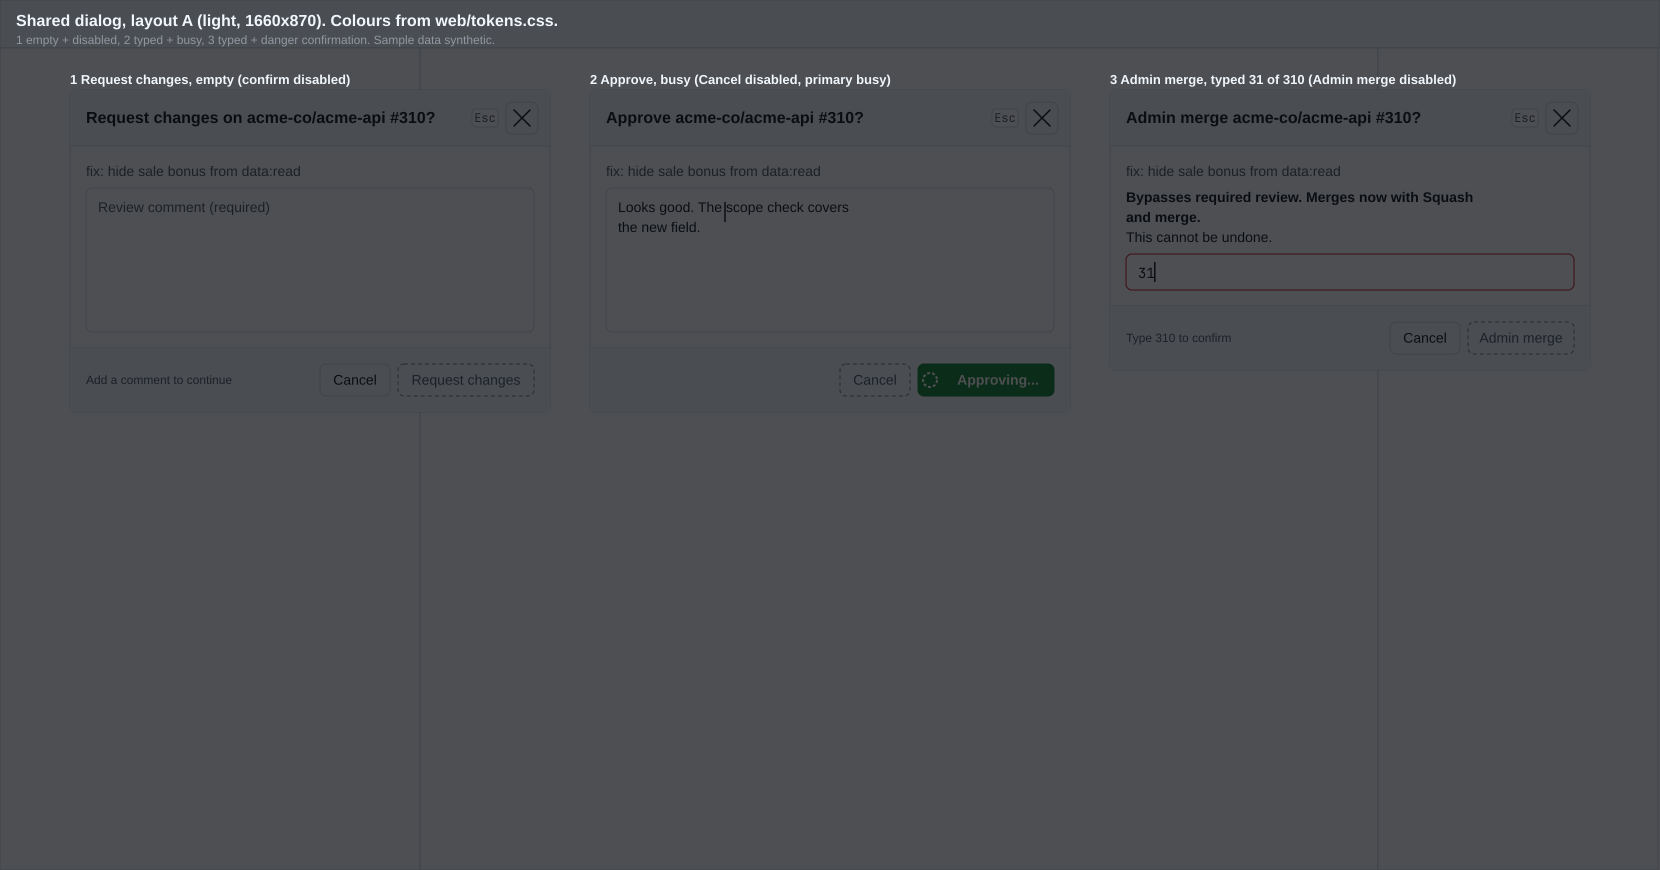 Shared dialog, layout A (light, 1660x870). Colours from web/tokens.css.
1 empty + disabled, 2 typed + busy, 3 typed + danger confirmation. Sample data synthetic.
1 Request changes, empty (confirm disabled)
Request changes on acme-co/acme-api #310?
Esc
fix: hide sale bonus from data:read
Review comment (required)
Add a comment to continue
Cancel
Request changes
2 Approve, busy (Cancel disabled, primary busy)
Approve acme-co/acme-api #310?
Esc
fix: hide sale bonus from data:read
Looks good. The scope check covers
the new field.
Cancel
Approving...
3 Admin merge, typed 31 of 310 (Admin merge disabled)
Admin merge acme-co/acme-api #310?
Esc
fix: hide sale bonus from data:read
Bypasses required review. Merges now with Squash
and merge.
This cannot be undone.
31
Type 310 to confirm
Cancel
Admin merge